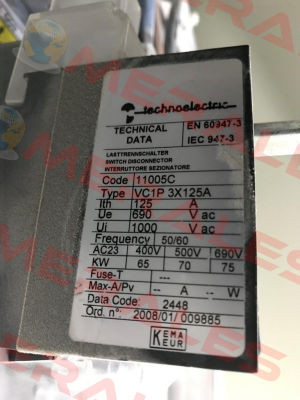 technoelectric
TECHNICAL DATA EN 60947-3 IEC 947-3
LASTTRENNSCHALTER
SWITCH DISCONNECTOR
INTERRUTTORE SEZIONATORE
Code 11005C
Type VC1P 3X125A
Ith 125 A
Ue 690 V ac
Ui 1000 V ac
Frequency 50/60
AC23 400V 500V 690V
KW 65 70 75
Fuse-T ---
Max-A/Pv -- A -- W
Data Code: 2448
Ord. n°: 2008/01/ 009885
KEMA
KEUR